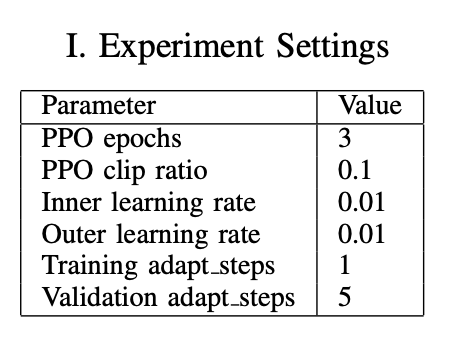 I. Experiment Settings
Parameter Value
PPO epochs 3
PPO clip ratio 0.1
Inner learning rate 0.01
Outer learning rate 0.01
Training adapt_steps 1
Validation adapt_steps 5